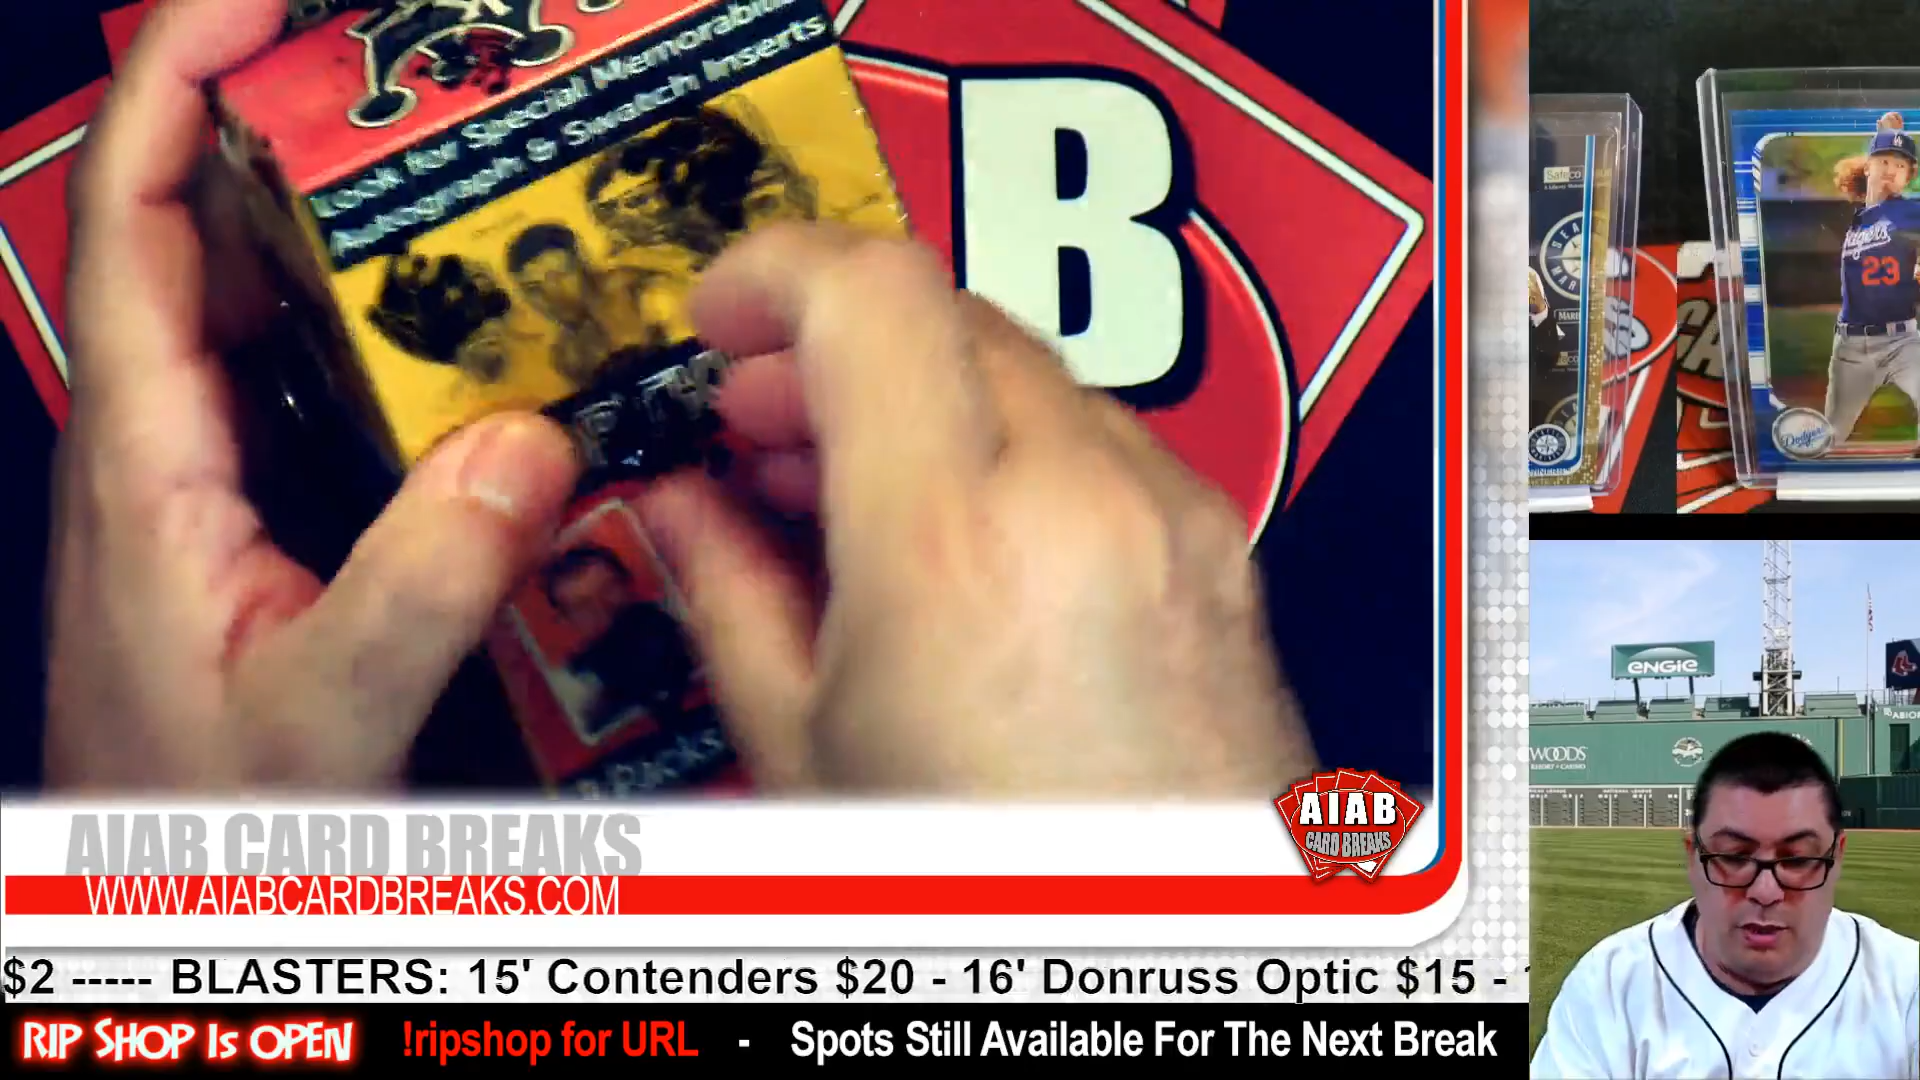 Look for Special Memorabilia
Autograph & Swatch Inserts
B
Safeco
Dodgers
23
Dodgers
ENGIE
WOODS
AIAB
CARD BREAKS
AIAB CARD BREAKS
WWW.AIABCARDBREAKS.COM
$2 ----- BLASTERS: 15' Contenders $20 - 16' Donruss Optic $15 -
RIP SHOP IS OPEN
!ripshop for URL - Spots Still Available For The Next Break